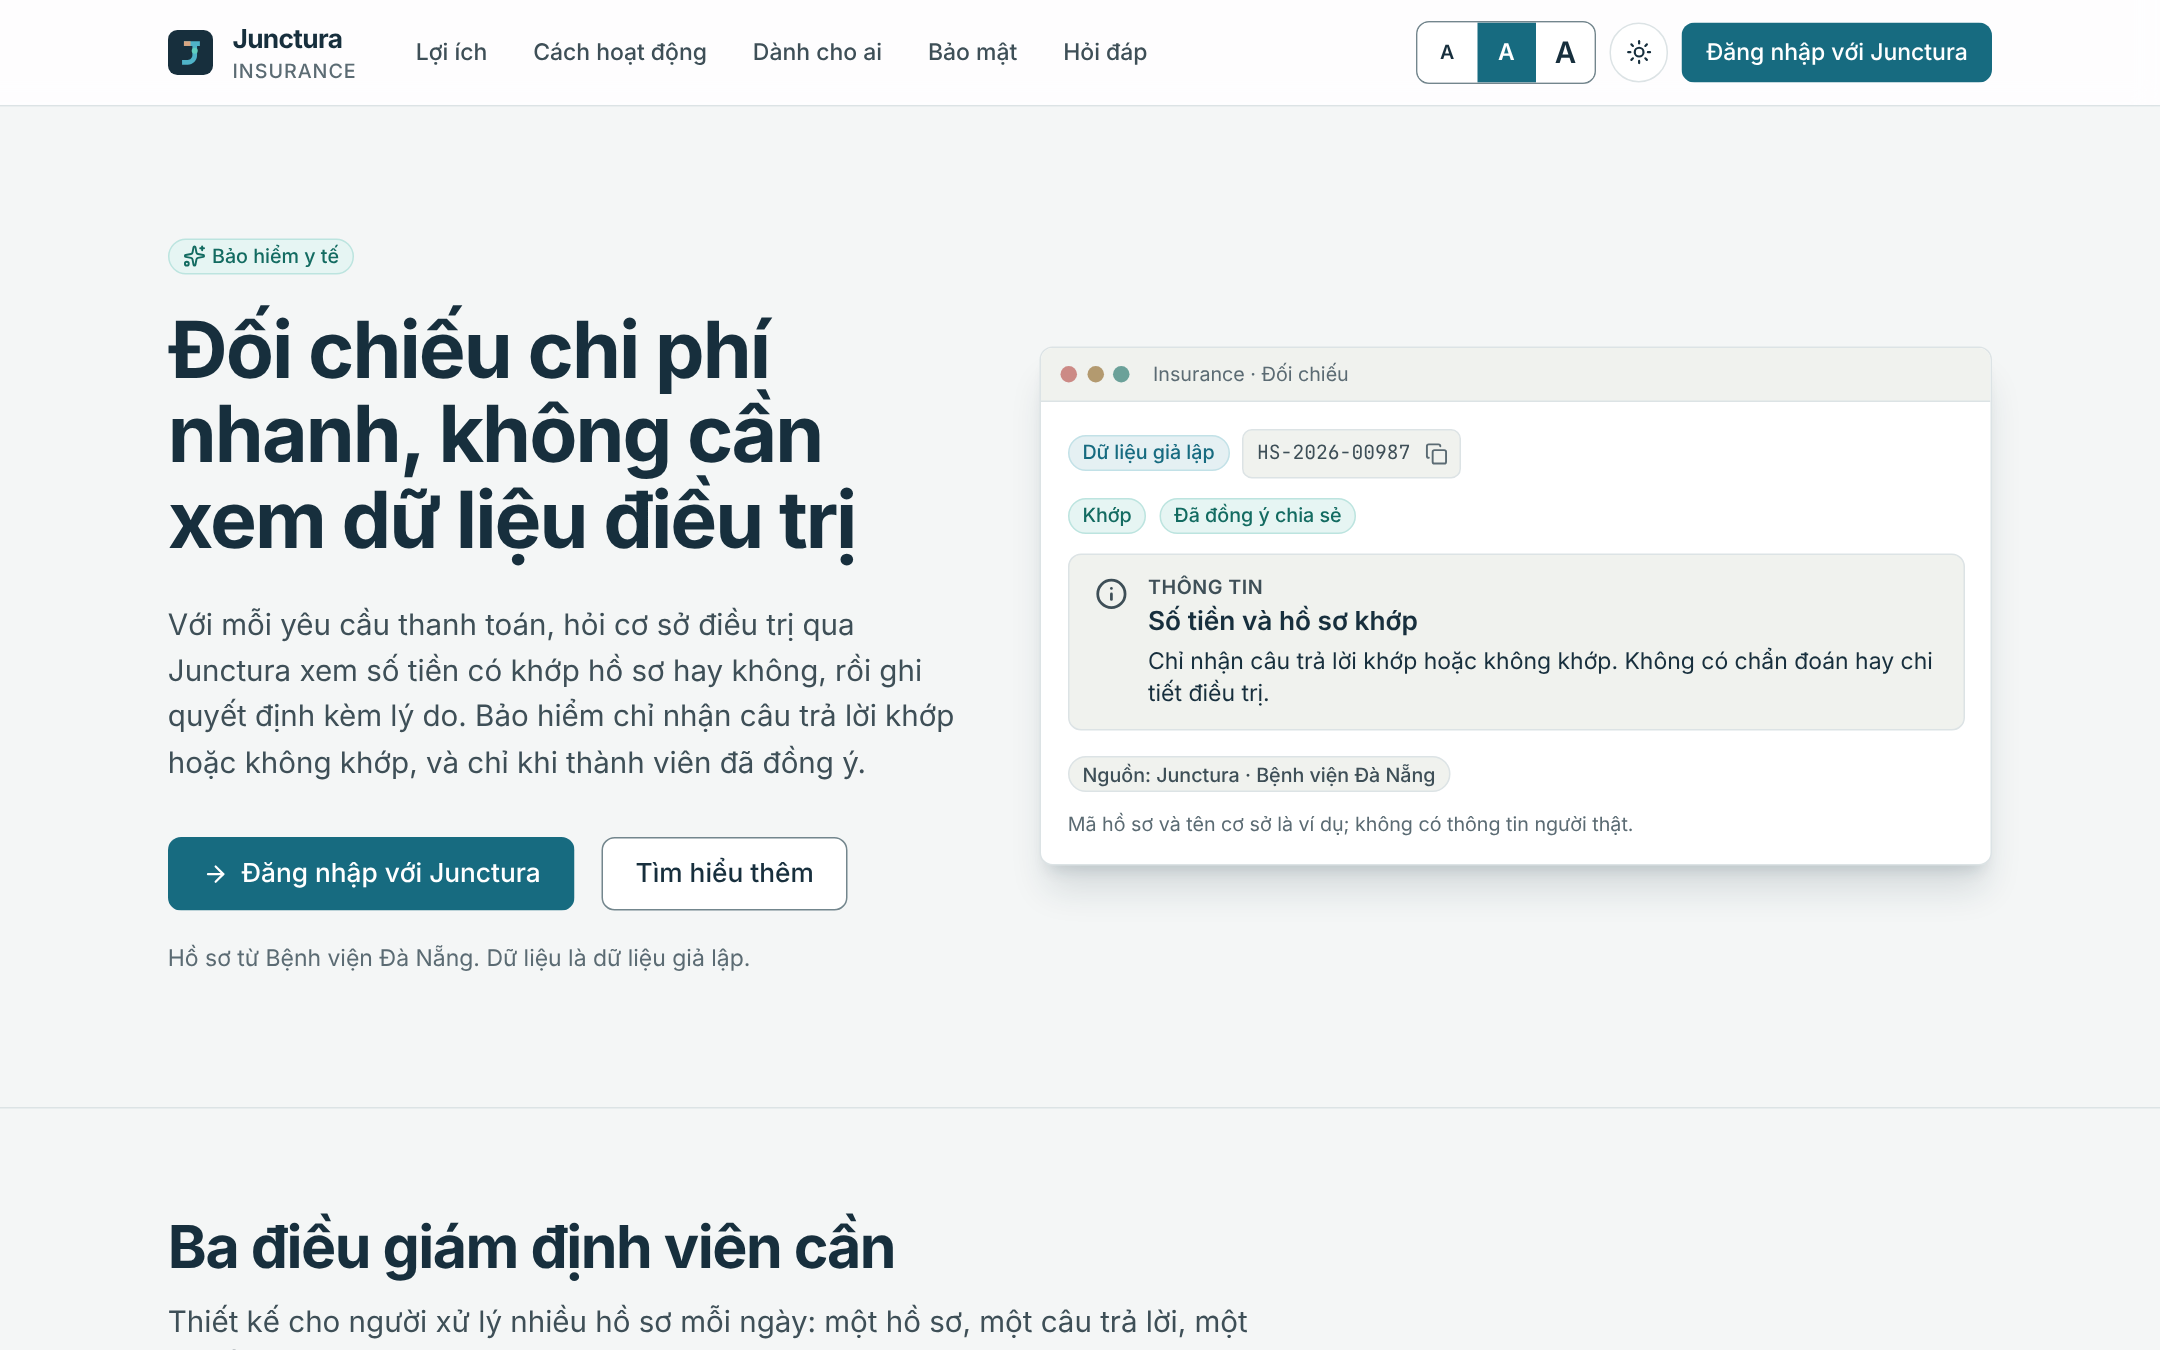 Junctura
INSURANCE
Lợi ích
Cách hoạt động
Dành cho ai
Bảo mật
Hỏi đáp
A
A
A
Đăng nhập với Junctura
Bảo hiểm y tế
Đối chiếu chi phí
nhanh, không cần
xem dữ liệu điều trị
Với mỗi yêu cầu thanh toán, hỏi cơ sở điều trị qua
Junctura xem số tiền có khớp hồ sơ hay không, rồi ghi
quyết định kèm lý do. Bảo hiểm chỉ nhận câu trả lời khớp
hoặc không khớp, và chỉ khi thành viên đã đồng ý.
Đăng nhập với Junctura
Tìm hiểu thêm
Hồ sơ từ Bệnh viện Đà Nẵng. Dữ liệu là dữ liệu giả lập.
Insurance · Đối chiếu
Dữ liệu giả lập
HS-2026-00987
Khớp
Đã đồng ý chia sẻ
THÔNG TIN
Số tiền và hồ sơ khớp
Chỉ nhận câu trả lời khớp hoặc không khớp. Không có chẩn đoán hay chi
tiết điều trị.
Nguồn: Junctura · Bệnh viện Đà Nẵng
Mã hồ sơ và tên cơ sở là ví dụ; không có thông tin người thật.
Ba điều giám định viên cần
Thiết kế cho người xử lý nhiều hồ sơ mỗi ngày: một hồ sơ, một câu trả lời, một